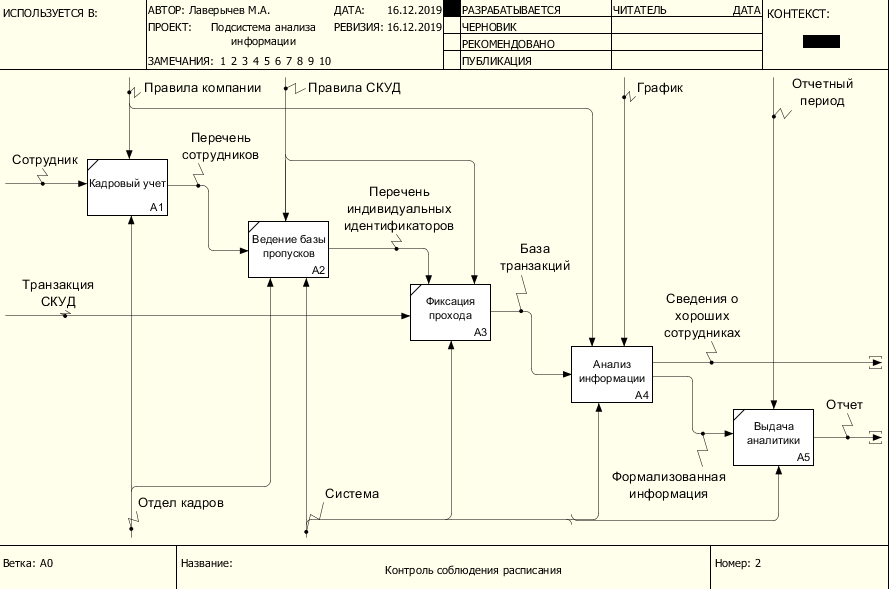 ИСПОЛЬЗУЕТСЯ В:
АВТОР: Лаверычев М.А.
ДАТА: 16.12.2019
РАЗРАБАТЫВАЕТСЯ
ЧИТАТЕЛЬ
ДАТА
КОНТЕКСТ:
ПРОЕКТ: Подсистема анализа
информации
РЕВИЗИЯ: 16.12.2019
ЧЕРНОВИК
РЕКОМЕНДОВАНО
ЗАМЕЧАНИЯ: 1 2 3 4 5 6 7 8 9 10
ПУБЛИКАЦИЯ
Правила компании
Правила СКУД
График
Отчетный
период
Сотрудник
Перечень
сотрудников
Кадровый учет
A1
Перечень
индивидуальных
идентификаторов
Ведение базы
пропусков
A2
База
транзакций
Транзакция
СКУД
Фиксация
прохода
A3
Сведения о
хороших
сотрудниках
Анализ
информации
A4
Отчет
Выдача
аналитики
A5
Формализованная
информация
Отдел кадров
Система
Ветка: A0
Название:
Контроль соблюдения расписания
Номер: 2